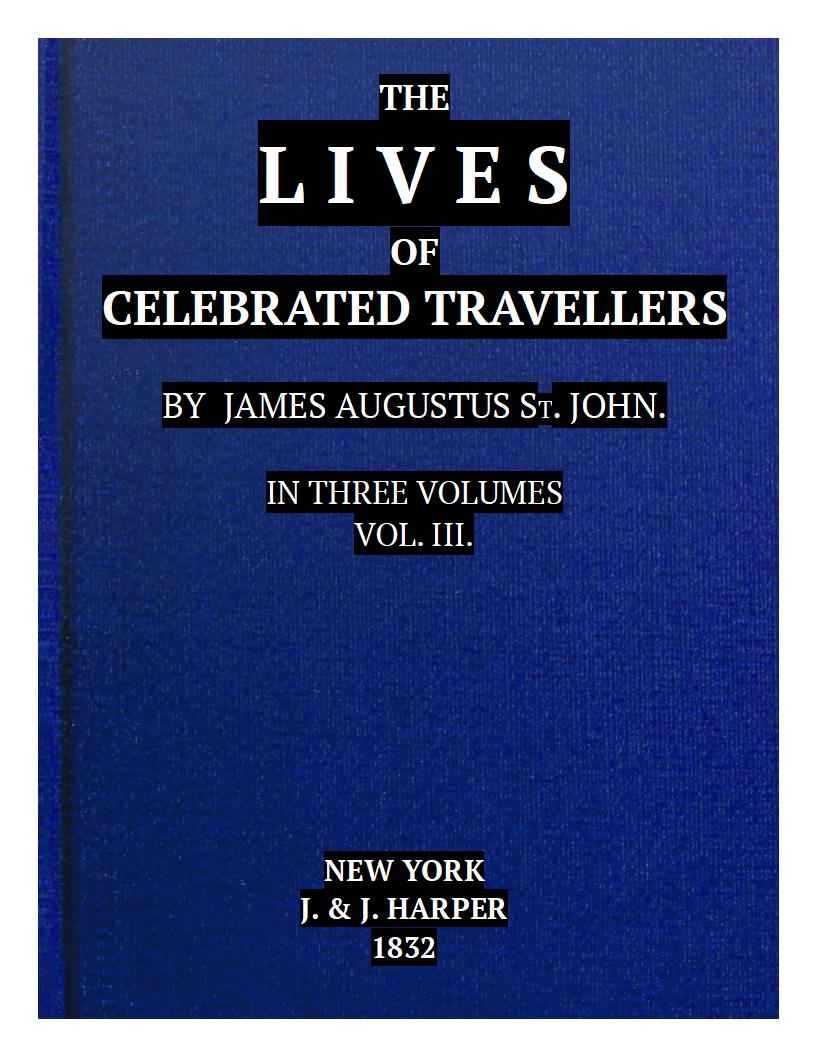 THE
LIVES
OF
CELEBRATED TRAVELLERS
BY JAMES AUGUSTUS ST. JOHN.
IN THREE VOLUMES
VOL. III.
NEW YORK
J. & J. HARPER
1832